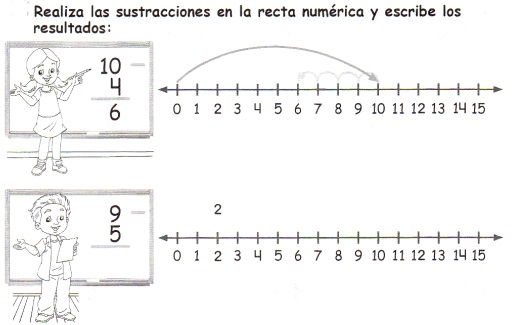 Realiza las sustracciones en la recta numérica y escribe los
resultados:
10 −
4
6
0 1 2 3 4 5 6 7 8 9 10 11 12 13 14 15
9 −
5
2
0 1 2 3 4 5 6 7 8 9 10 11 12 13 14 15